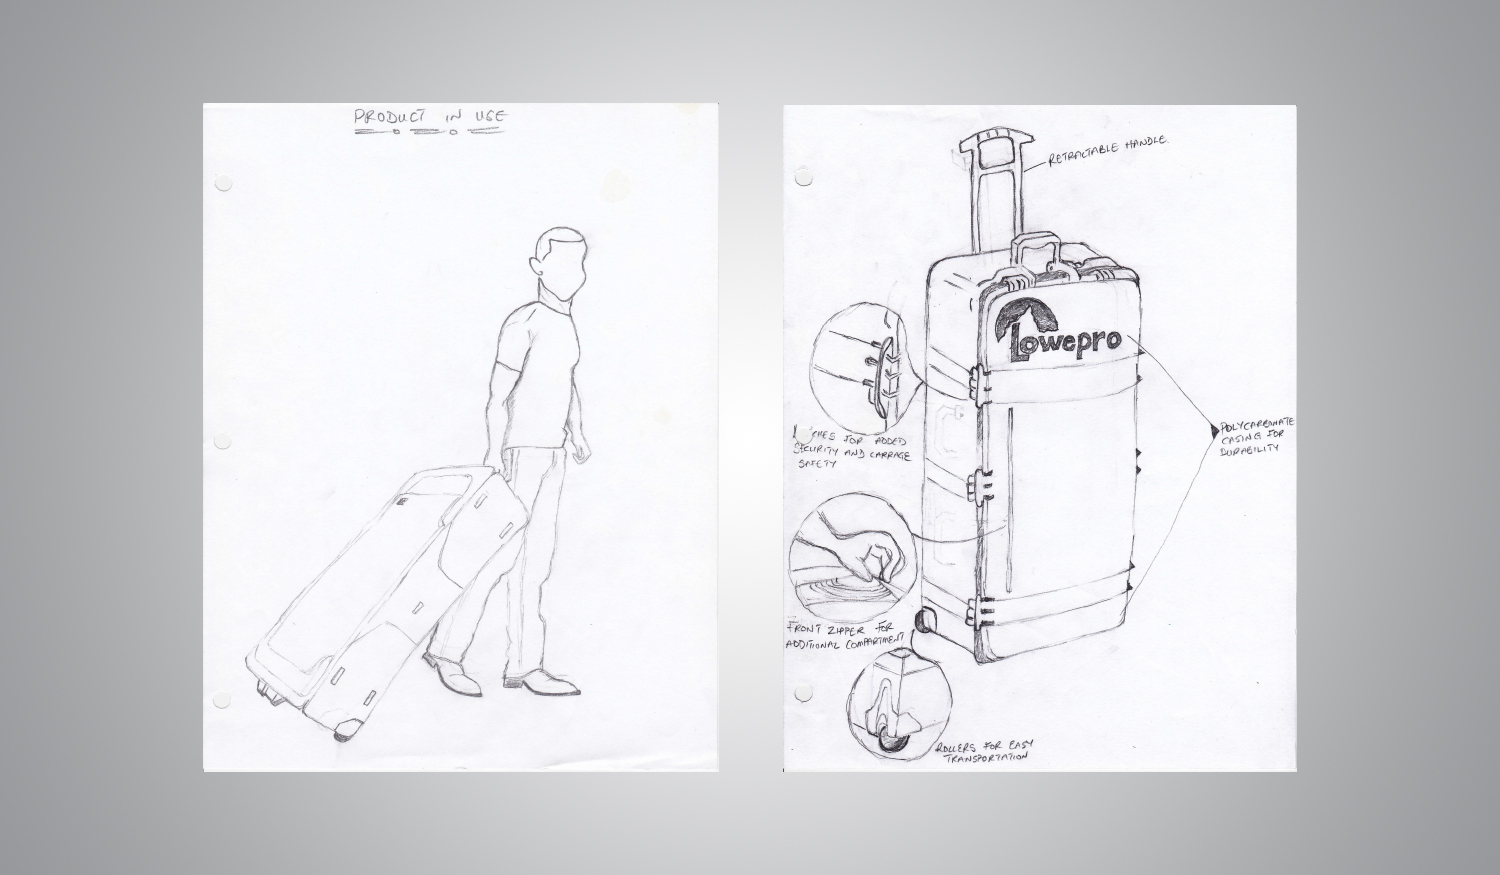 PRODUCT IN USE
RETRACTABLE HANDLE.
Lowepro
POLYCARBONATE
CASING FOR
DURABILITY
FOR ADDED
SECURITY AND CARRAGE
SAFETY
FRONT ZIPPER FOR
ADDITIONAL COMPARTMENT
ROLLERS FOR EASY
TRANSPORTATION